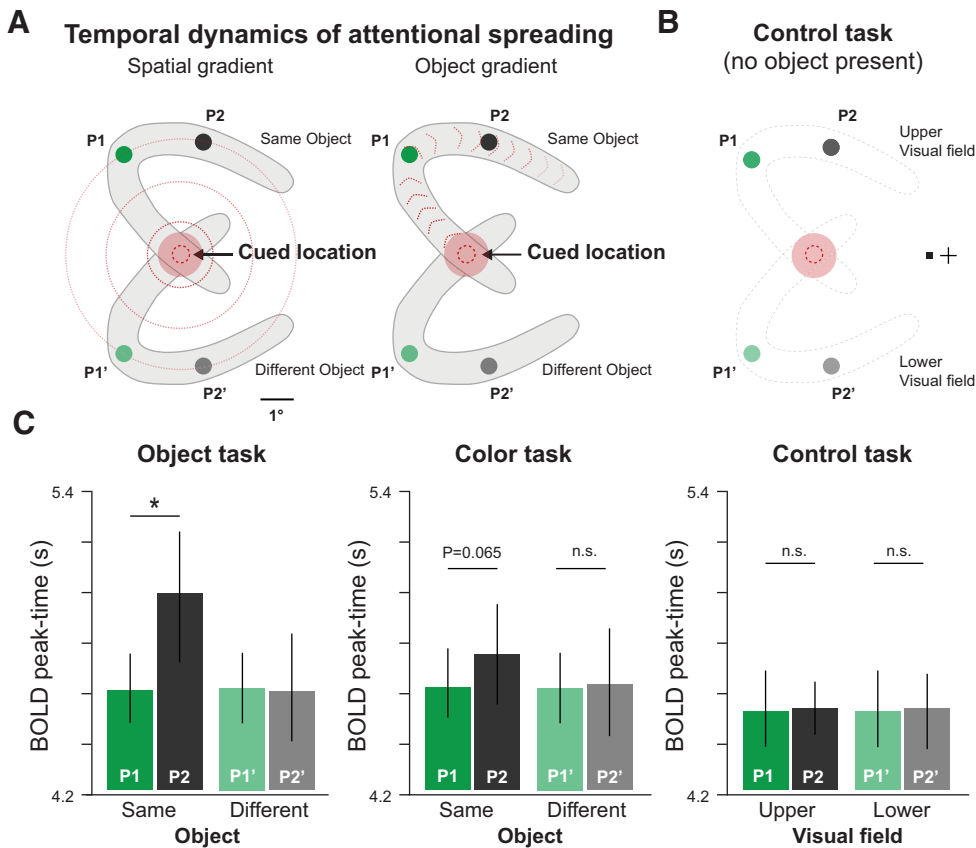 A
Temporal dynamics of attentional spreading
Spatial gradient
Object gradient
P1
P2
Same Object
Cued location
P1'
P2'
Different Object
1°
P1
P2
Same Object
Cued location
P1'
P2'
Different Object
B
Control task
(no object present)
P1
P2
Upper
Visual field
P1'
P2'
Lower
Visual field
C
Object task
BOLD peak-time (s)
5.4
4.2
*
P1
P2
P1'
P2'
Same
Different
Object
Color task
BOLD peak-time (s)
5.4
4.2
P=0.065
n.s.
P1
P2
P1'
P2'
Same
Different
Object
Control task
BOLD peak-time (s)
5.4
4.2
n.s.
n.s.
P1
P2
P1'
P2'
Upper
Lower
Visual field